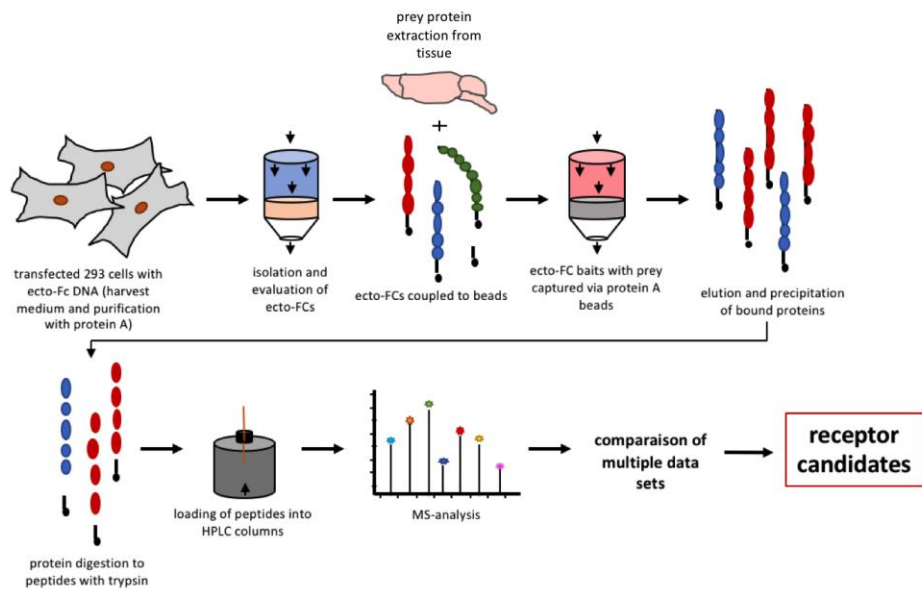 prey protein
extraction from
tissue
+
transfected 293 cells with
ecto-Fc DNA (harvest
medium and purification
with protein A)
isolation and
evaluation of
ecto-FCs
ecto-FCs coupled to beads
ecto-FC baits with prey
captured via protein A
beads
elution and precipitation
of bound proteins
protein digestion to
peptides with trypsin
loading of peptides into
HPLC columns
MS-analysis
comparaison of
multiple data
sets
receptor
candidates